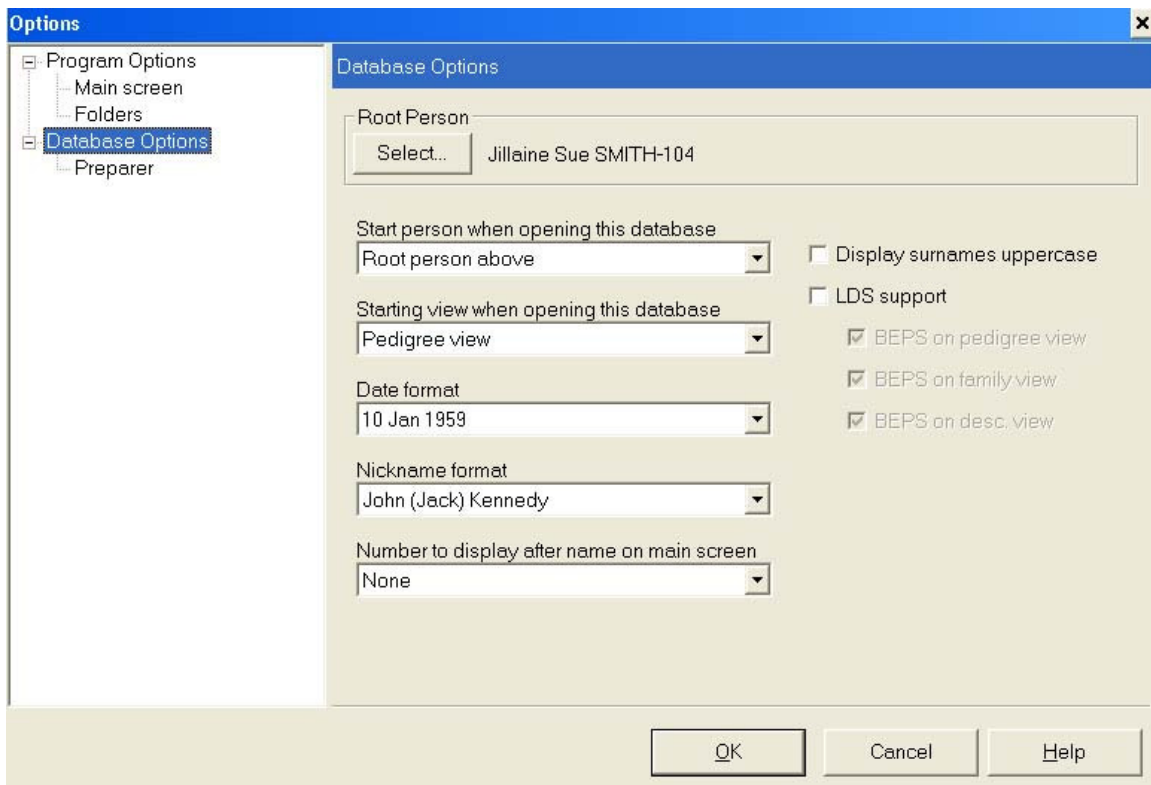 Options
Program Options
Main screen
Folders
Database Options
Preparer
Database Options
Root Person
Select... Jillaine Sue SMITH-104
Start person when opening this database
Root person above
Starting view when opening this database
Pedigree view
Date format
10 Jan 1959
Nickname format
John (Jack) Kennedy
Number to display after name on main screen
None
Display surnames uppercase
LDS support
BEPS on pedigree view
BEPS on family view
BEPS on desc. view
OK Cancel Help